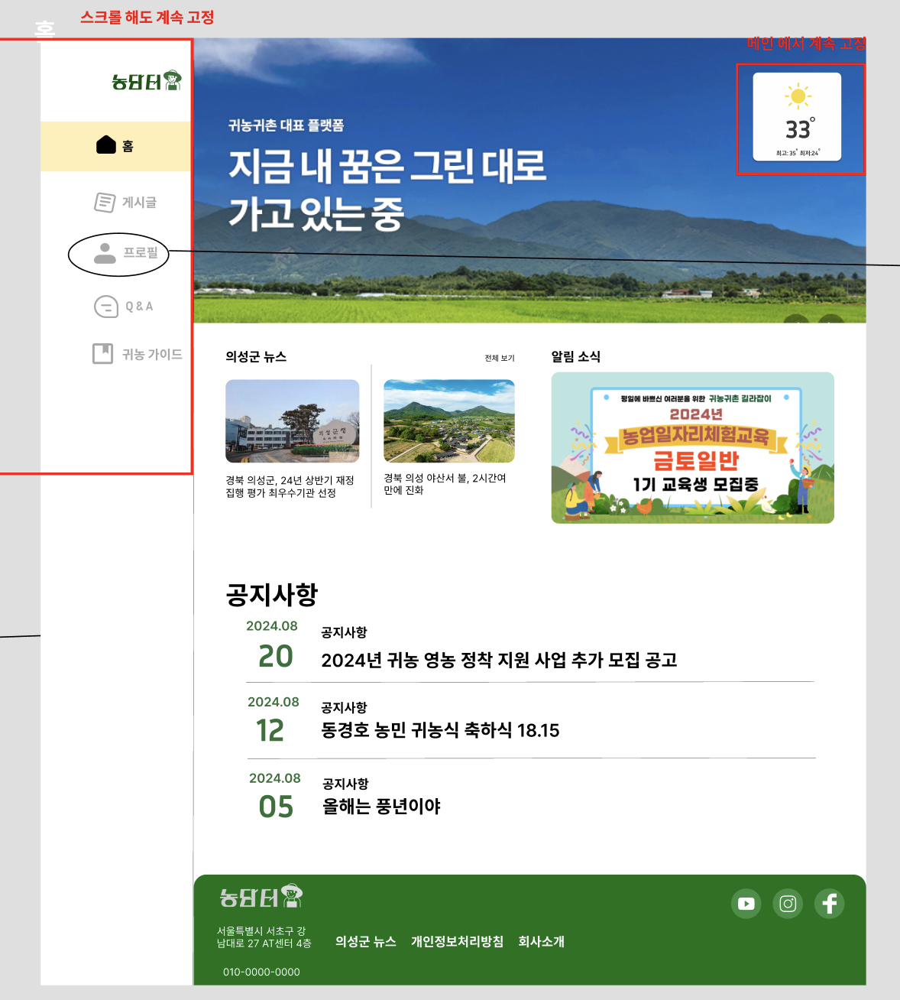 스크롤 해도 계속 고정
홈
메인 에서 계속 고정
농담터
홈
게시글
프로필
Q & A
귀농 가이드
귀농귀촌 대표 플랫폼
지금 내 꿈은 그린 대로
가고 있는 중
33°
최고: 35° 최저:24°
의성군 뉴스
전체 보기
의성군청
경북 의성군, 24년 상반기 재정
집행 평가 최우수기관 선정
경북 의성 야산서 불, 2시간여
만에 진화
알림 소식
평일에 바쁘신 여러분을 위한 귀농귀촌 길라잡이
2024년
농업일자리체험교육
금토일반
1기 교육생 모집중
공지사항
2024.08
20
공지사항
2024년 귀농 영농 정착 지원 사업 추가 모집 공고
2024.08
12
공지사항
동경호 농민 귀농식 축하식 18.15
2024.08
05
공지사항
올해는 풍년이야
농담터
서울특별시 서초구 강
남대로 27 AT센터 4층
010-0000-0000
의성군 뉴스 개인정보처리방침 회사소개